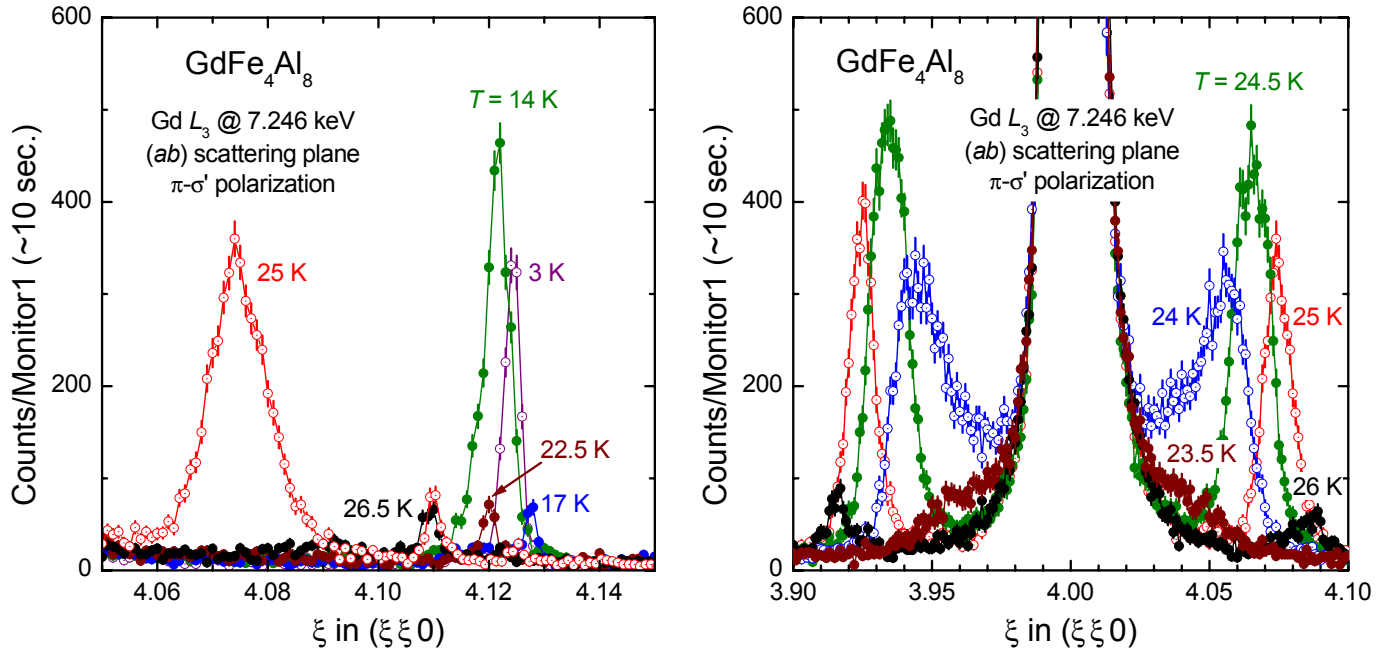 600
400
200
0
Counts/Monitor1 (~10 sec.)
GdFe₄Al₈
Gd L₃ @ 7.246 keV
(ab) scattering plane
π-σ' polarization
T = 14 K
25 K
3 K
22.5 K
26.5 K
17 K
4.06 4.08 4.10 4.12 4.14
ξ in (ξ ξ 0)
600
400
200
0
Counts/Monitor1 (~10 sec.)
GdFe₄Al₈
T = 24.5 K
Gd L₃ @ 7.246 keV
(ab) scattering plane
π-σ' polarization
24 K
25 K
23.5 K
26 K
3.90 3.95 4.00 4.05 4.10
ξ in (ξ ξ 0)